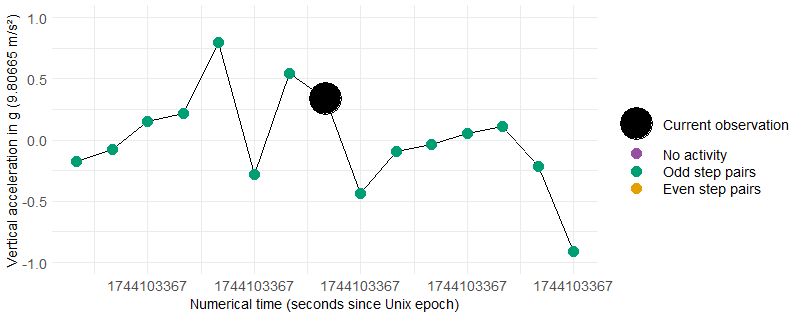 Vertical acceleration in g (9.80665 m/s²)
1.0
0.5
0.0
-0.5
-1.0
1744103367 1744103367 1744103367 1744103367 1744103367
Numerical time (seconds since Unix epoch)
Current observation
No activity
Odd step pairs
Even step pairs